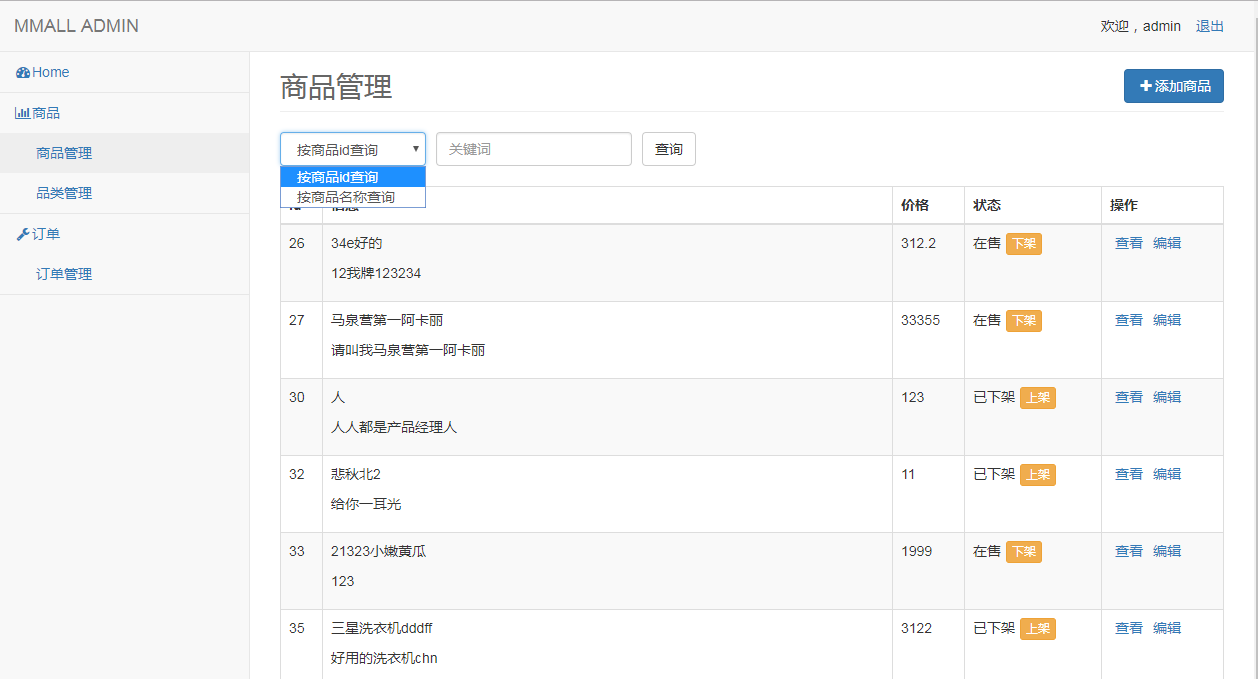 MMALL ADMIN
欢迎，admin 退出
Home
商品
商品管理
品类管理
订单
订单管理
商品管理
添加商品
按商品id查询 关键词 查询
按商品id查询
按商品名称查询
价格 状态 操作
26 34e好的 312.2 在售 下架 查看 编辑
12我牌123234
27 马泉营第一阿卡丽 33355 在售 下架 查看 编辑
请叫我马泉营第一阿卡丽
30 人 123 已下架 上架 查看 编辑
人人都是产品经理人
32 悲秋北2 11 已下架 上架 查看 编辑
给你一耳光
33 21323小嫩黄瓜 1999 在售 下架 查看 编辑
123
35 三星洗衣机dddff 3122 已下架 上架 查看 编辑
好用的洗衣机chn